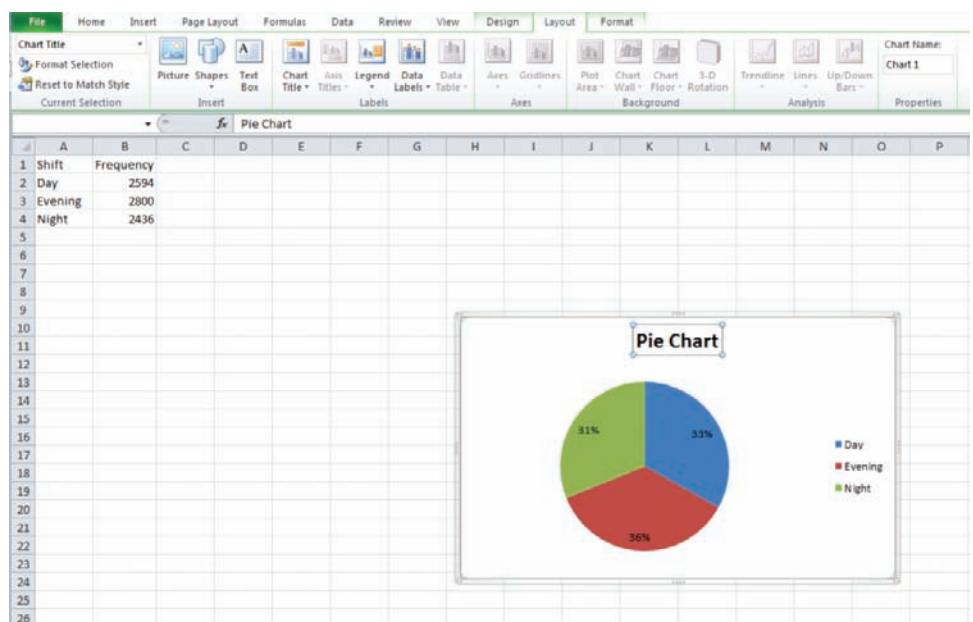 File Home Insert Page Layout Formulas Data Review View Design Layout Format
Chart Title
Format Selection
Reset to Match Style
Current Selection
Picture Shapes Text Box
Insert
Chart Title Axis Titles Legend Data Labels Data Table
Labels
Axes Gridlines
Axes
Plot Area Chart Wall Chart Floor 3-D Rotation
Background
Trendline Lines Up/Down Bars
Analysis
Chart Name:
Chart 1
Properties
fx Pie Chart
A B C D E F G H I J K L M N O P
1 Shift Frequency
2 Day 2594
3 Evening 2800
4 Night 2436
5
6
7
8
9
10
11
12
13
14
15
16
17
18
19
20
21
22
23
24
25
26
Pie Chart
31% 33%
36%
Day
Evening
Night